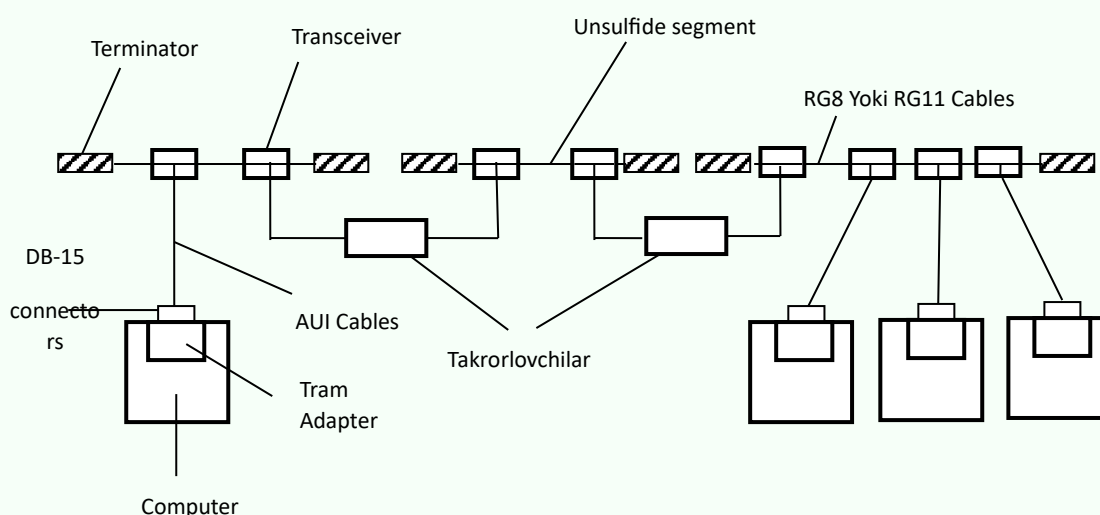 Unsulfide segment
Transceiver
Terminator
RG8 Yoki RG11 Cables
DB-15
connecto
rs
AUI Cables
Takrorlovchilar
Tram
Adapter
Computer